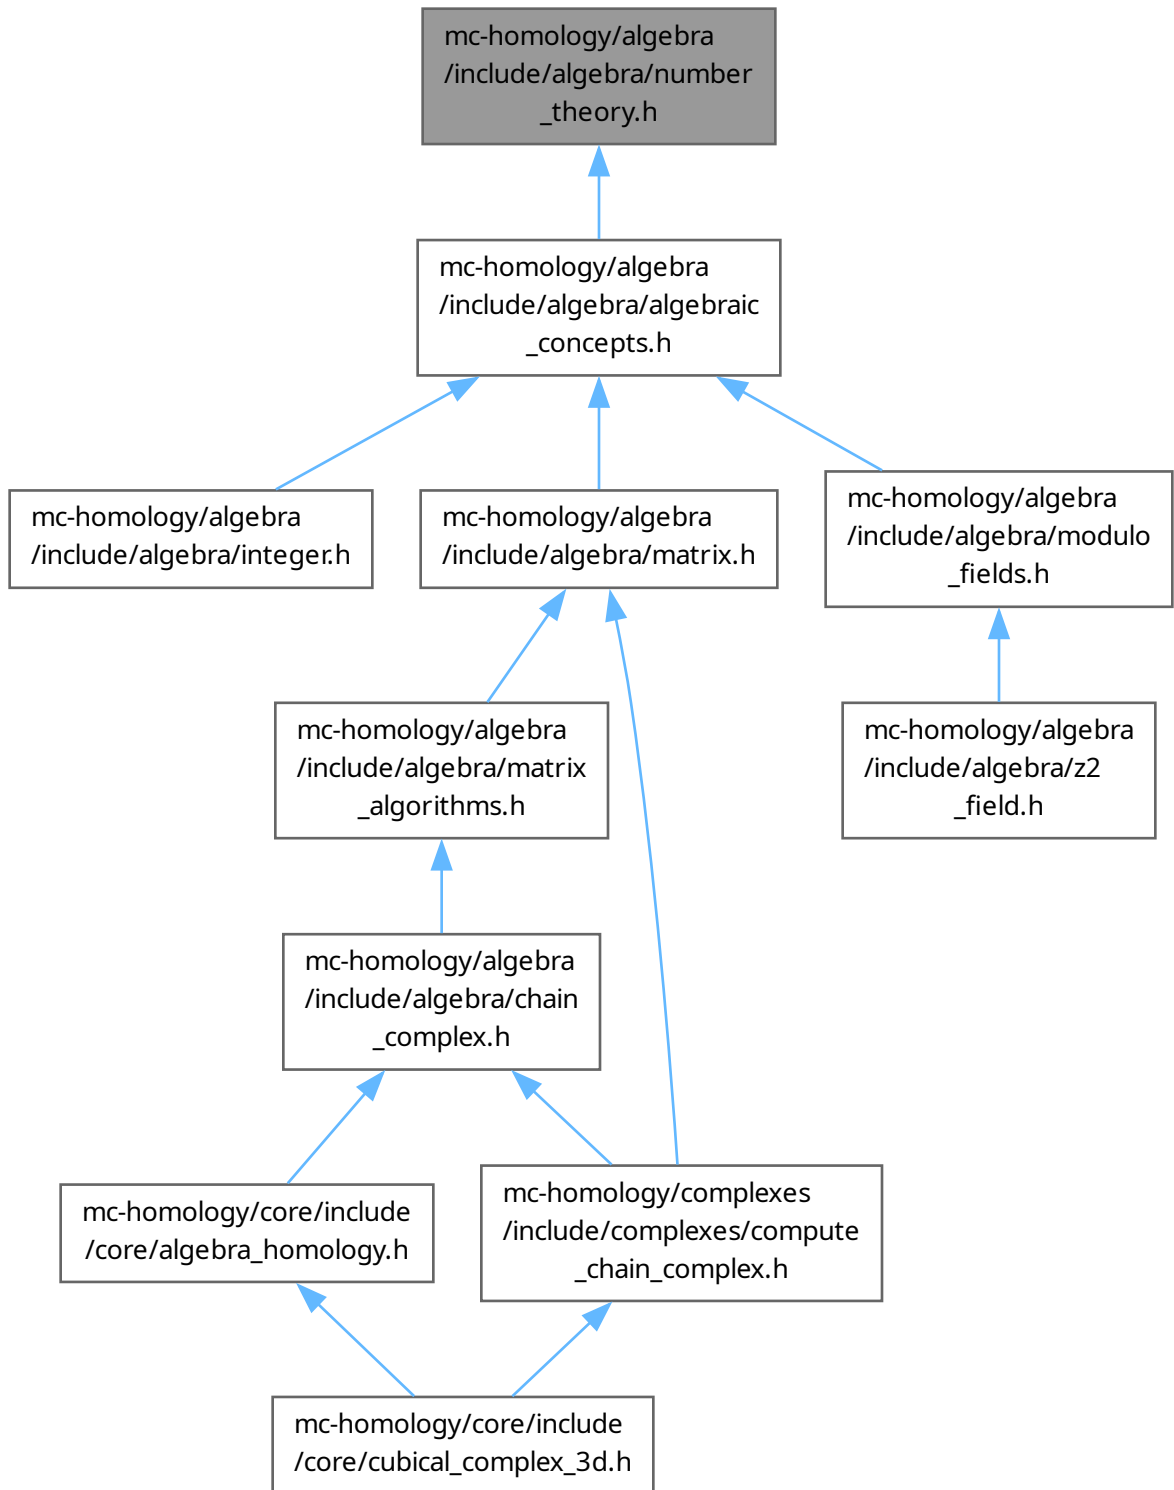 mc-homology/algebra
/include/algebra/number
_theory.h
mc-homology/algebra
/include/algebra/algebraic
_concepts.h
mc-homology/algebra
/include/algebra/integer.h
mc-homology/algebra
/include/algebra/matrix.h
mc-homology/algebra
/include/algebra/modulo
_fields.h
mc-homology/algebra
/include/algebra/matrix
_algorithms.h
mc-homology/algebra
/include/algebra/z2
_field.h
mc-homology/algebra
/include/algebra/chain
_complex.h
mc-homology/core/include
/core/algebra_homology.h
mc-homology/complexes
/include/complexes/compute
_chain_complex.h
mc-homology/core/include
/core/cubical_complex_3d.h